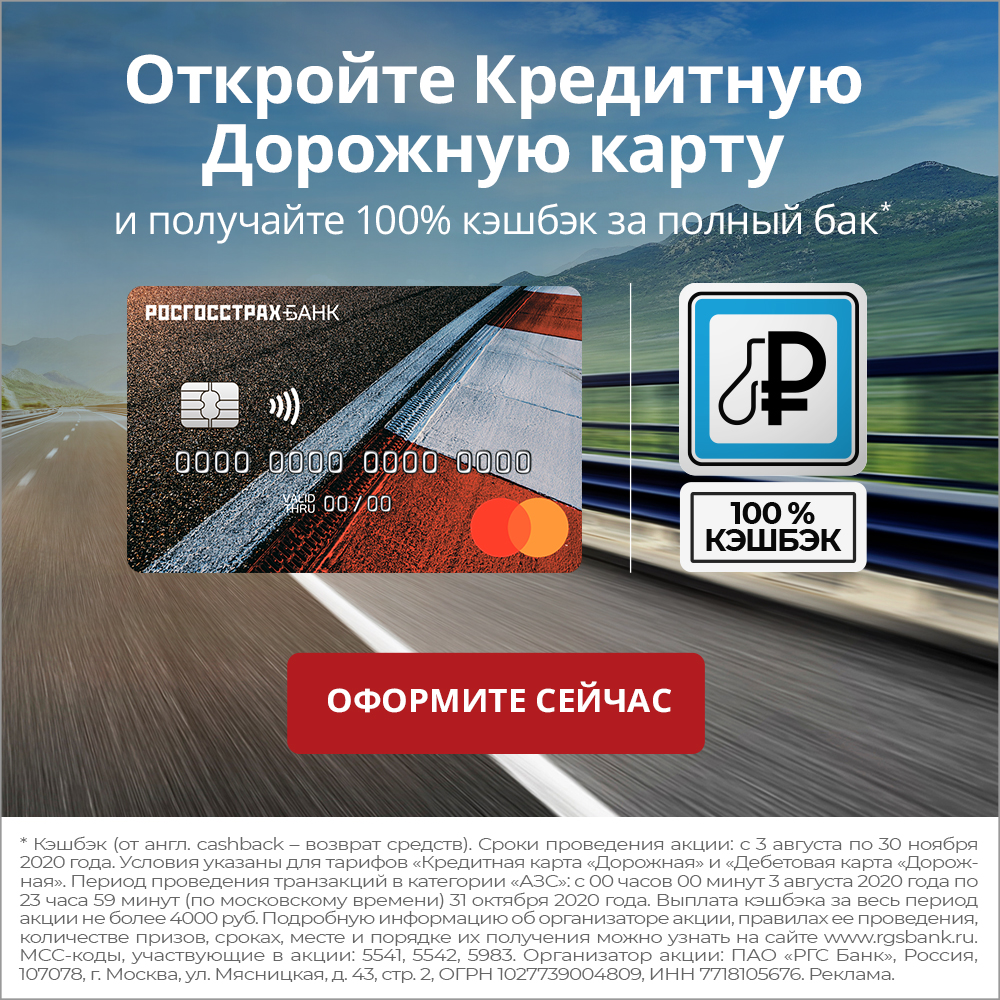 Откройте Кредитную
Дорожную карту
и получайте 100% кэшбэк за полный бак*
РОСГОССТРАХ БАНК
0000 0000 0000 0000
VALID
THRU 00/00
₽
100 %
КЭШБЭК
ОФОРМИТЕ СЕЙЧАС
* Кэшбэк (от англ. cashback – возврат средств). Сроки проведения акции: с 3 августа по 30 ноября
2020 года. Условия указаны для тарифов «Кредитная карта «Дорожная» и «Дебетовая карта «Дорож-
ная». Период проведения транзакций в категории «АЗС»: с 00 часов 00 минут 3 августа 2020 года по
23 часа 59 минут (по московскому времени) 31 октября 2020 года. Выплата кэшбэка за весь период
акции не более 4000 руб. Подробную информацию об организаторе акции, правилах ее проведения,
количестве призов, сроках, месте и порядке их получения можно узнать на сайте www.rgsbank.ru.
МСС-коды, участвующие в акции: 5541, 5542, 5983. Организатор акции: ПАО «РГС Банк», Россия,
107078, г. Москва, ул. Мясницкая, д. 43, стр. 2, ОГРН 1027739004809, ИНН 7718105676. Реклама.